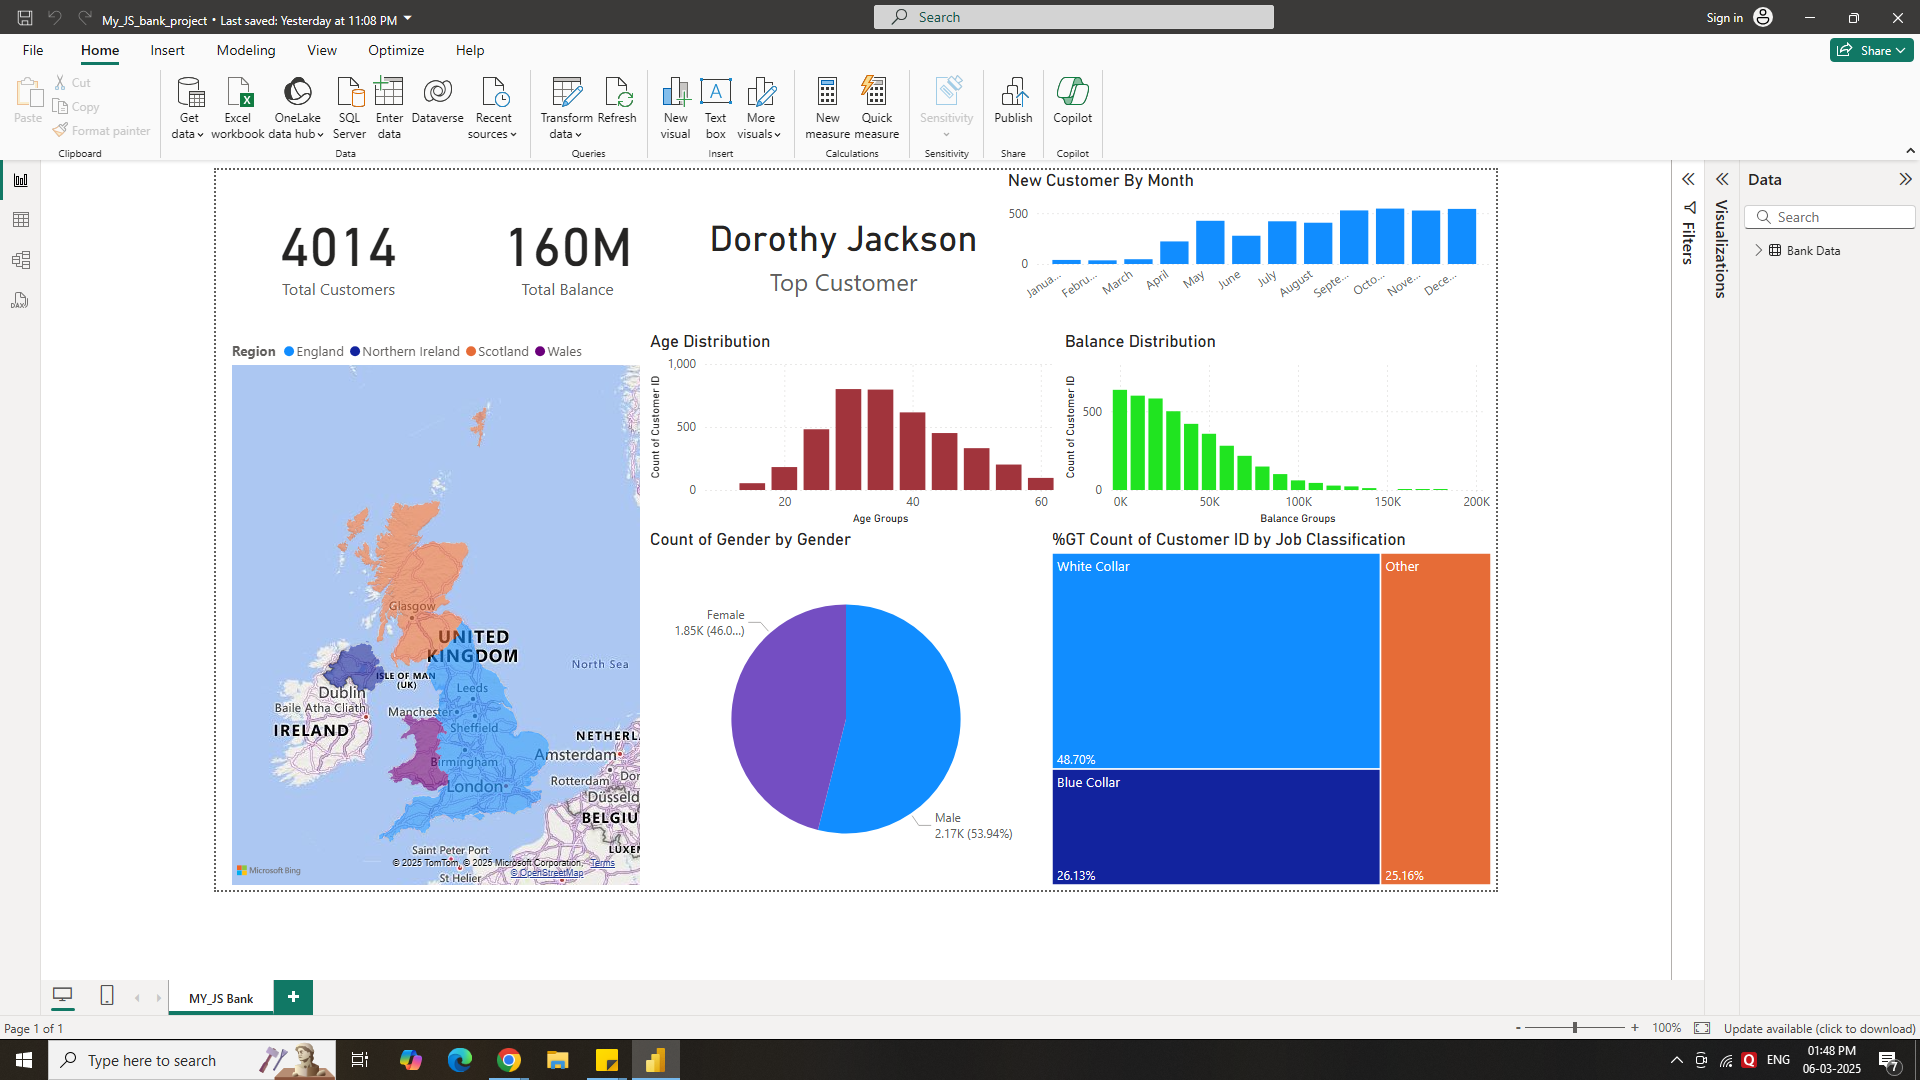 My_JS_bank_project • Last saved: Yesterday at 11:08 PM
Search
Sign in
File Home Insert Modeling View Optimize Help
Share
Paste
Cut
Copy
Format painter
Clipboard
Get data
Excel workbook
OneLake data hub
SQL Server
Enter data
Dataverse
Recent sources
Data
Transform data
Refresh
Queries
New visual
Text box
More visuals
Insert
New measure
Quick measure
Calculations
Sensitivity
Sensitivity
Publish
Share
Copilot
Copilot
4014
Total Customers
160M
Total Balance
Dorothy Jackson
Top Customer
New Customer By Month
500
0
Janua...
Febru...
March
April
May
June
July
August
Septe...
Octo...
Nove...
Dece...
Region England Northern Ireland Scotland Wales
Glasgow
UNITED
KINGDOM
North Sea
ISLE OF MAN
(UK)
Dublin
Baile Atha Cliath
IRELAND
Leeds
Manchester
Sheffield
Birmingham
London
NETHERL
Amsterdam
Rotterdam
Dor
Düsseld
BELGIU
LUXE
Saint Peter Port
St Helier
Microsoft Bing
© 2025 TomTom, © 2025 Microsoft Corporation, Terms
© OpenStreetMap
Age Distribution
Count of Customer ID
1,000
500
0
20 40 60
Age Groups
Balance Distribution
Count of Customer ID
500
0
0K 50K 100K 150K 200K
Balance Groups
Count of Gender by Gender
Female
1.85K (46.0...)
Male
2.17K (53.94%)
%GT Count of Customer ID by Job Classification
White Collar
48.70%
Blue Collar
26.13%
Other
25.16%
Filters
Visualizations
Data
Search
Bank Data
MY_JS Bank
+
Page 1 of 1
- + 100%
Update available (click to download)
Type here to search
ENG
01:48 PM
06-03-2025
7